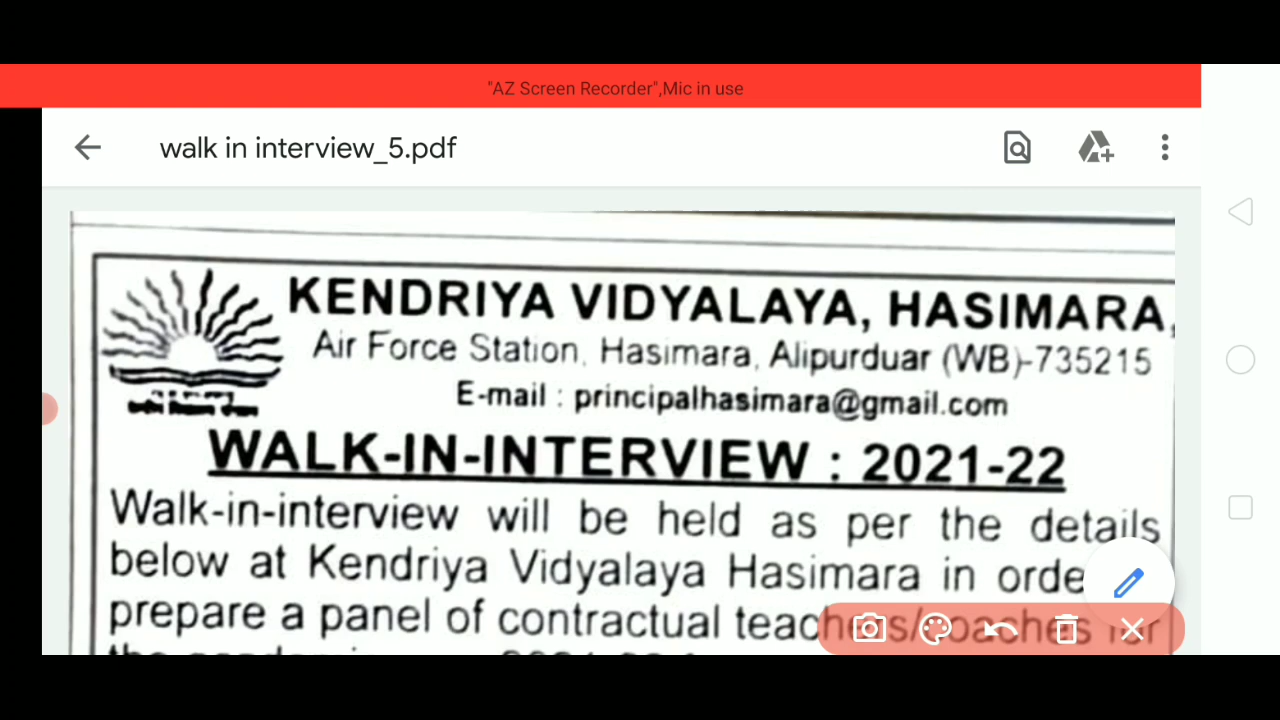 "AZ Screen Recorder",Mic in use
walk in interview_5.pdf
KENDRIYA VIDYALAYA, HASIMARA,
Air Force Station, Hasimara, Alipurduar (WB)-735215
E-mail : principalhasimara@gmail.com
WALK-IN-INTERVIEW : 2021-22
Walk-in-interview will be held as per the details
below at Kendriya Vidyalaya Hasimara in orde
prepare a panel of contractual teachers/coaches for